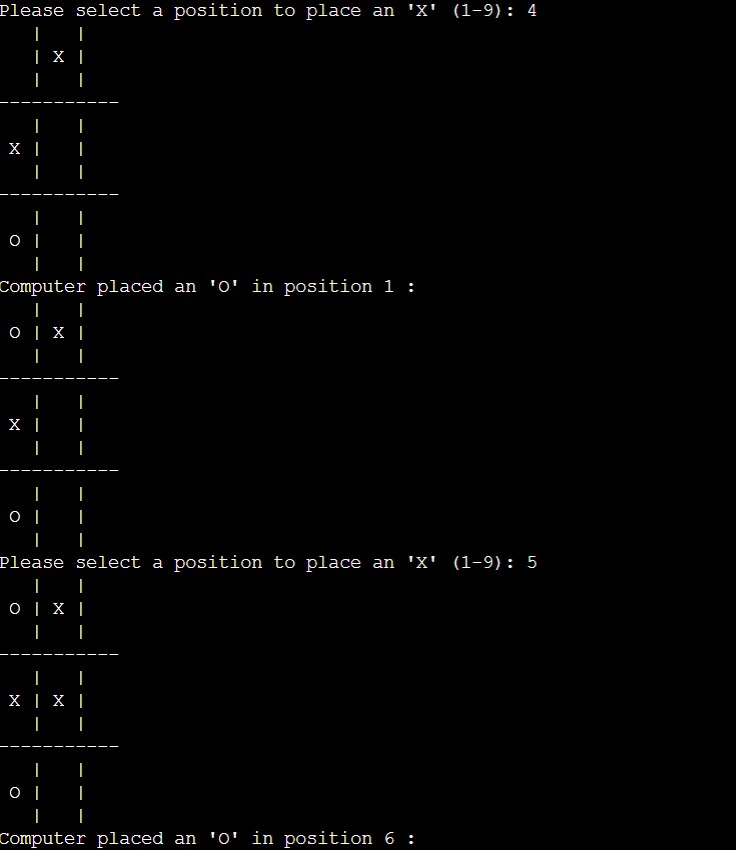 Please select a position to place an 'X' (1-9): 4
   |   |
   | X |
   |   |
-----------
   |   |
 X |   |
   |   |
-----------
   |   |
 O |   |
   |   |
Computer placed an 'O' in position 1 :
   |   |
 O | X |
   |   |
-----------
   |   |
 X |   |
   |   |
-----------
   |   |
 O |   |
   |   |
Please select a position to place an 'X' (1-9): 5
   |   |
 O | X |
   |   |
-----------
   |   |
 X | X |
   |   |
-----------
   |   |
 O |   |
   |   |
Computer placed an 'O' in position 6 :